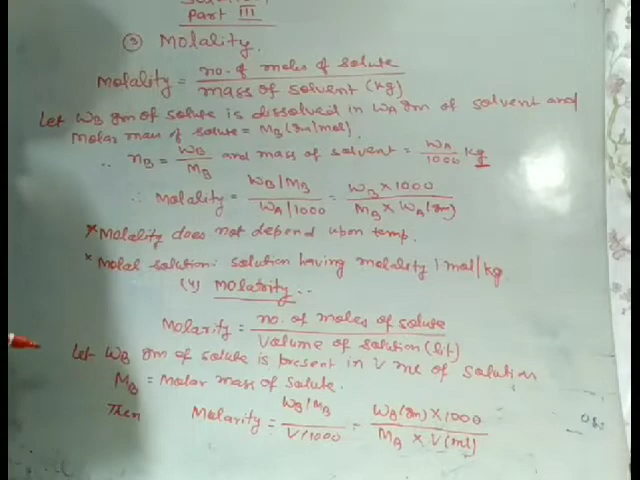 Part III
③ Molality.
Molality = no. of moles of solute / mass of solvent (kg)
Let WB gm of solute is dissolved in WA gm of solvent and
Molar mass of solute = MB (gm/mol).
∴ nB = WB/MB and mass of solvent = WA/1000 kg
∴ Molality = WB/MB / WA/1000 = WB × 1000 / MB × WA (gm)
* Molality does not depend upon temp.
* Molal solution: solution having molality 1 mol/kg
(4) Molarity ..
Molarity = no. of moles of solute / Volume of solution (lit)
Let WB gm of solute is present in V ml of solution
MB = Molar mass of solute.
Then Molarity = WB/MB / V/1000 = WB (gm) × 1000 / MB × V (ml)